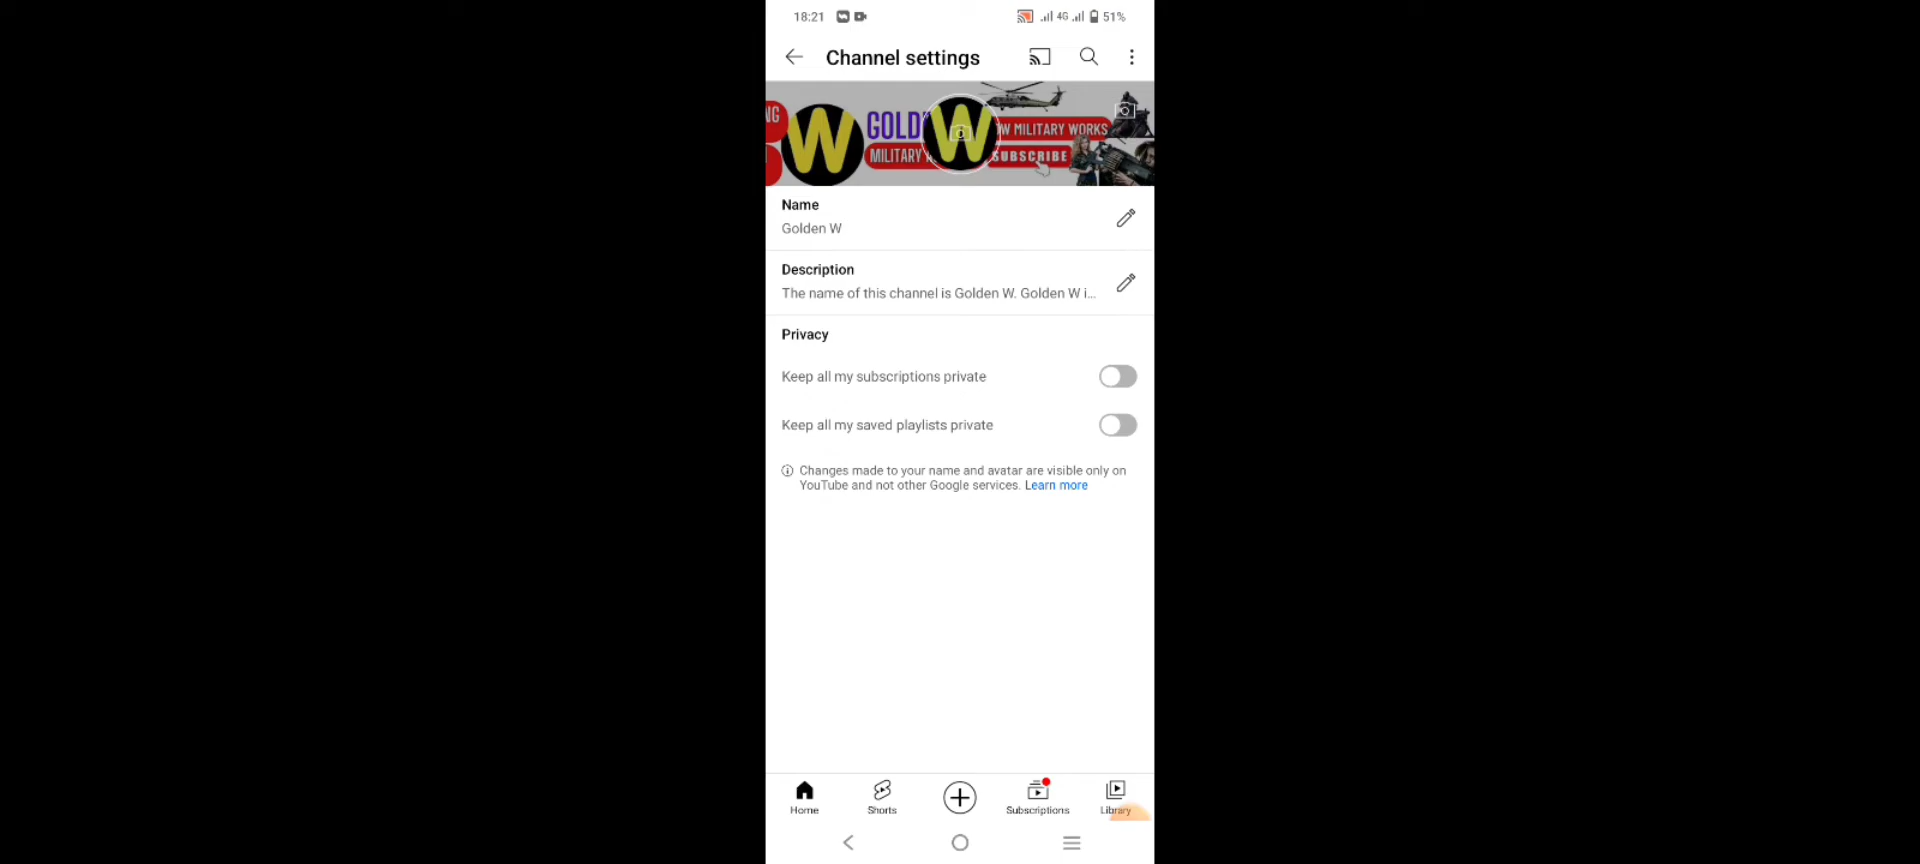 18:21 4G 51%
Channel settings
NG W GOLD W W MILITARY WORKS
MILITARY SUBSCRIBE
Name
Golden W
Description
The name of this channel is Golden W. Golden W i...
Privacy
Keep all my subscriptions private
Keep all my saved playlists private
Changes made to your name and avatar are visible only on
YouTube and not other Google services. Learn more
Home Shorts Subscriptions Library